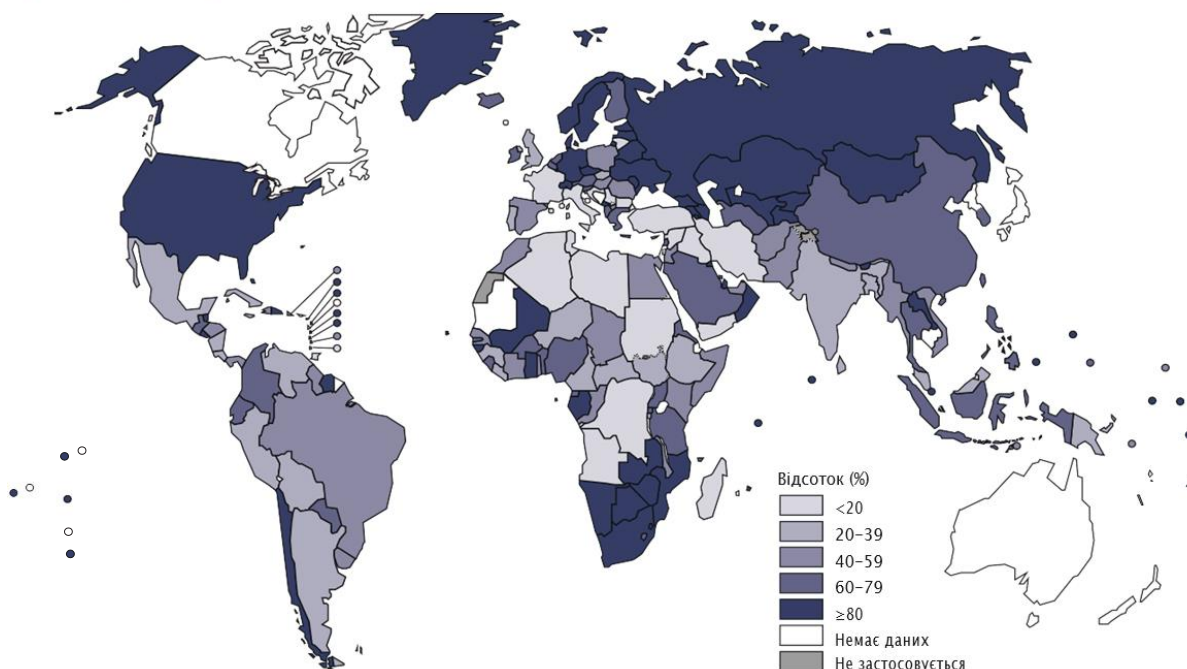 Відсоток (%)
<20
20–39
40–59
60–79
≥80
Немає даних
Не застосовується